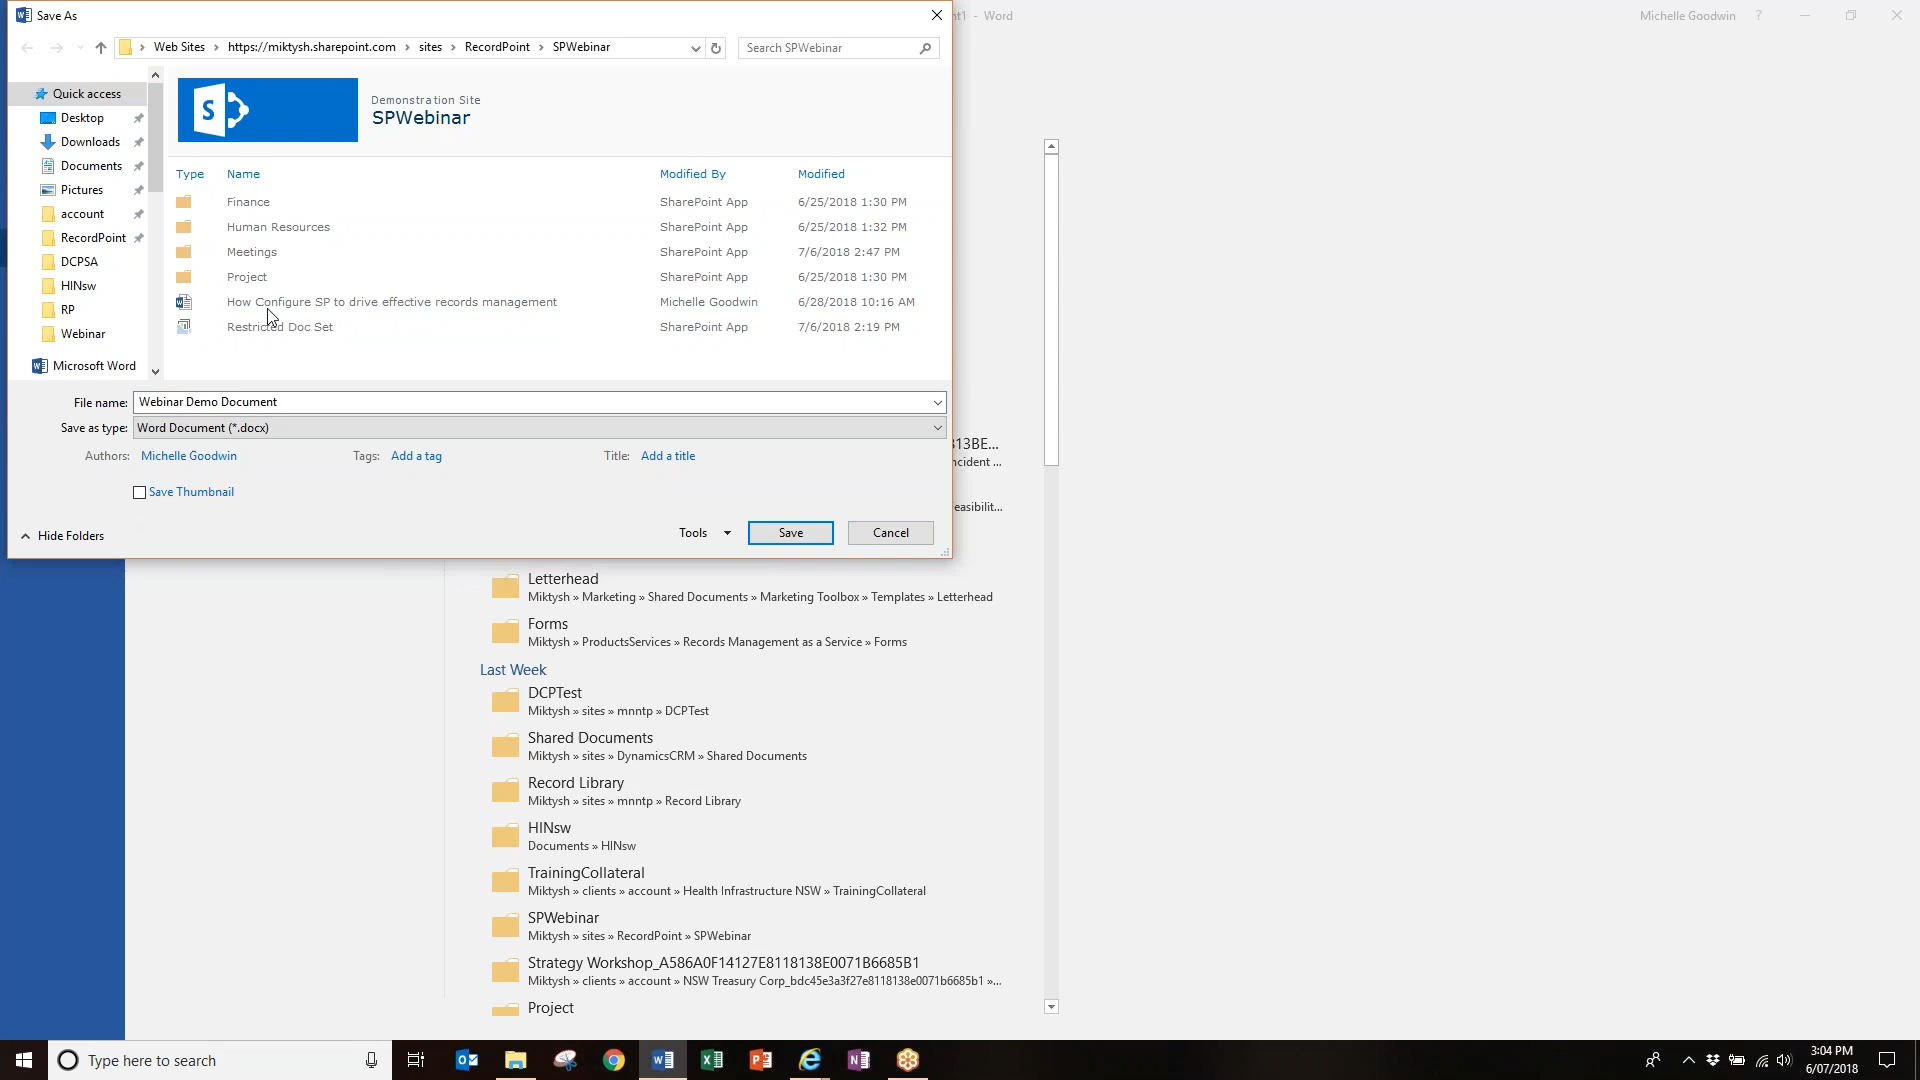 Save As
nt1 - Word
Michelle Goodwin ?
Web Sites › https://miktysh.sharepoint.com › sites › RecordPoint › SPWebinar
Search SPWebinar
Quick access
Desktop
Downloads
Documents
Pictures
account
RecordPoint
DCPSA
HINsw
RP
Webinar
Microsoft Word
S
Demonstration Site
SPWebinar
Type Name Modified By Modified
Finance SharePoint App 6/25/2018 1:30 PM
Human Resources SharePoint App 6/25/2018 1:32 PM
Meetings SharePoint App 7/6/2018 2:47 PM
Project SharePoint App 6/25/2018 1:30 PM
How Configure SP to drive effective records management Michelle Goodwin 6/28/2018 10:16 AM
Restricted Doc Set SharePoint App 7/6/2018 2:19 PM
File name: Webinar Demo Document
Save as type: Word Document (*.docx)
Authors: Michelle Goodwin Tags: Add a tag Title: Add a title
Save Thumbnail
Hide Folders
Tools Save Cancel
813BE...
ncident ...
easibilit...
Letterhead
Miktysh » Marketing » Shared Documents » Marketing Toolbox » Templates » Letterhead
Forms
Miktysh » ProductsServices » Records Management as a Service » Forms
Last Week
DCPTest
Miktysh » sites » mnntp » DCPTest
Shared Documents
Miktysh » sites » DynamicsCRM » Shared Documents
Record Library
Miktysh » sites » mnntp » Record Library
HINsw
Documents » HINsw
TrainingCollateral
Miktysh » clients » account » Health Infrastructure NSW » TrainingCollateral
SPWebinar
Miktysh » sites » RecordPoint » SPWebinar
Strategy Workshop_A586A0F14127E8118138E0071B6685B1
Miktysh » clients » account » NSW Treasury Corp_bdc45e3a3f27e8118138e0071b6685b1 »...
Project
Type here to search
3:04 PM
6/07/2018